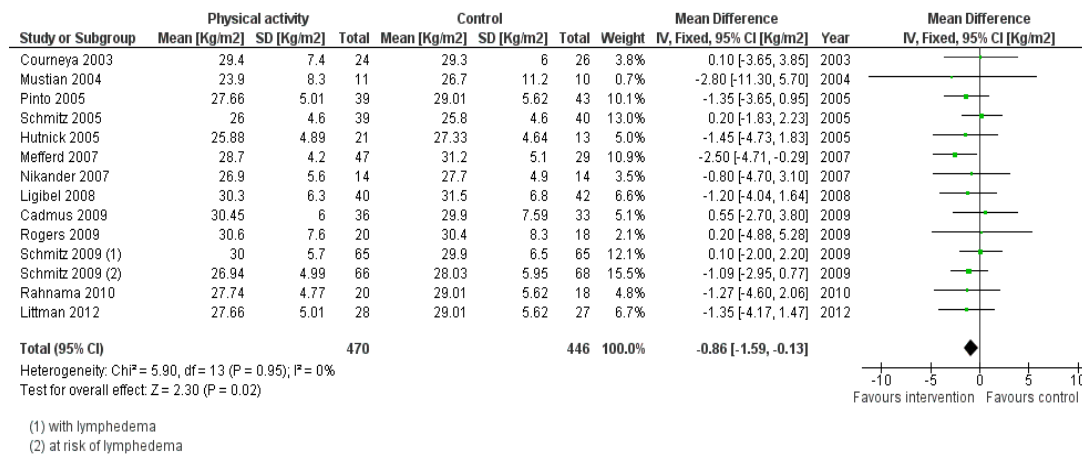 Physical activity Control Mean Difference Mean Difference
Study or Subgroup Mean [Kg/m2] SD [Kg/m2] Total Mean [Kg/m2] SD [Kg/m2] Total Weight IV, Fixed, 95% CI [Kg/m2] Year IV, Fixed, 95% CI [Kg/m2]
Courneya 2003 29.4 7.4 24 29.3 6 26 3.8% 0.10 [-3.65, 3.85] 2003
Mustian 2004 23.9 8.3 11 26.7 11.2 10 0.7% -2.80 [-11.30, 5.70] 2004
Pinto 2005 27.66 5.01 39 29.01 5.62 43 10.1% -1.35 [-3.65, 0.95] 2005
Schmitz 2005 26 4.6 39 25.8 4.6 40 13.0% 0.20 [-1.83, 2.23] 2005
Hutnick 2005 25.88 4.89 21 27.33 4.64 13 5.0% -1.45 [-4.73, 1.83] 2005
Mefferd 2007 28.7 4.2 47 31.2 5.1 29 10.9% -2.50 [-4.71, -0.29] 2007
Nikander 2007 26.9 5.6 14 27.7 4.9 14 3.5% -0.80 [-4.70, 3.10] 2007
Ligibel 2008 30.3 6.3 40 31.5 6.8 42 6.6% -1.20 [-4.04, 1.64] 2008
Cadmus 2009 30.45 6 36 29.9 7.59 33 5.1% 0.55 [-2.70, 3.80] 2009
Rogers 2009 30.6 7.6 20 30.4 8.3 18 2.1% 0.20 [-4.88, 5.28] 2009
Schmitz 2009 (1) 30 5.7 65 29.9 6.5 65 12.1% 0.10 [-2.00, 2.20] 2009
Schmitz 2009 (2) 26.94 4.99 66 28.03 5.95 68 15.5% -1.09 [-2.95, 0.77] 2009
Rahnama 2010 27.74 4.77 20 29.01 5.62 18 4.8% -1.27 [-4.60, 2.06] 2010
Littman 2012 27.66 5.01 28 29.01 5.62 27 6.7% -1.35 [-4.17, 1.47] 2012
Total (95% CI) 470 446 100.0% -0.86 [-1.59, -0.13]
Heterogeneity: Chi² = 5.90, df = 13 (P = 0.95); I² = 0%
Test for overall effect: Z = 2.30 (P = 0.02)
-10 -5 0 5 10
Favours intervention Favours control
(1) with lymphedema
(2) at risk of lymphedema